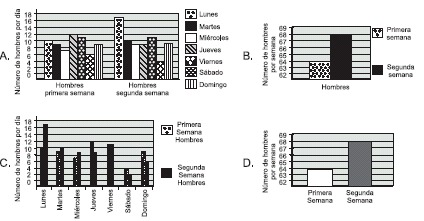 A.
Número de hombres por día
18
16
14
12
10
8
6
4
2
0
Hombres
primera semana
Hombres
segunda semana
Lunes
Martes
Miércoles
Jueves
Viernes
Sábado
Domingo
B.
Número de hombres
por semana
69
68
67
66
65
64
63
62
Hombres
Primera
semana
Segunda
semana
C.
Número de hombres por día
18
16
14
12
10
8
6
4
2
0
Lunes
Martes
Miércoles
Jueves
Viernes
Sábado
Domingo
Primera
Semana
Hombres
Segunda
Semana
Hombres
D.
Número de hombres
por semana
69
68
67
66
65
64
63
62
Primera
Semana
Segunda
Semana